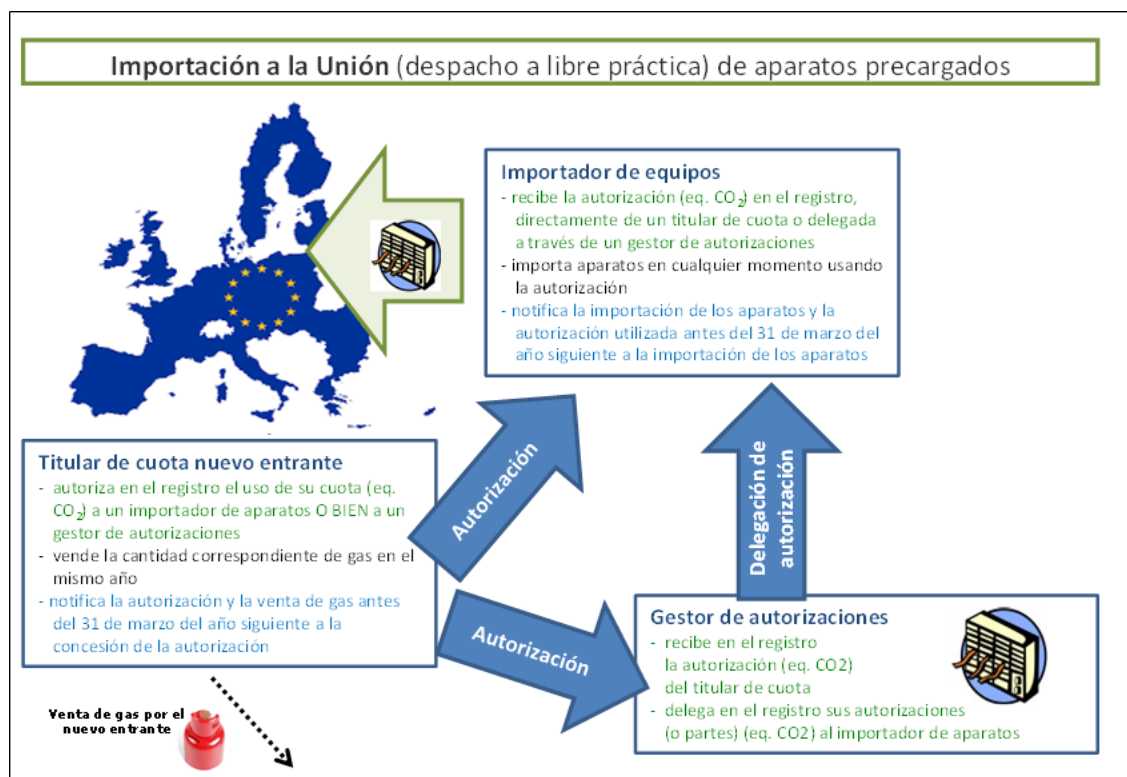 Importación a la Unión (despacho a libre práctica) de aparatos precargados
Importador de equipos
- recibe la autorización (eq. CO₂) en el registro,
directamente de un titular de cuota o delegada
a través de un gestor de autorizaciones
- importa aparatos en cualquier momento usando
la autorización
- notifica la importación de los aparatos y la
autorización utilizada antes del 31 de marzo del
año siguiente a la importación de los aparatos
Titular de cuota nuevo entrante
- autoriza en el registro el uso de su cuota (eq.
CO₂) a un importador de aparatos O BIEN a un
gestor de autorizaciones
- vende la cantidad correspondiente de gas en el
mismo año
- notifica la autorización y la venta de gas antes
del 31 de marzo del año siguiente a la
concesión de la autorización
Autorización
Autorización
Delegación de
autorización
Gestor de autorizaciones
- recibe en el registro
la autorización (eq. CO2)
del titular de cuota
- delega en el registro sus autorizaciones
(o partes) (eq. CO2) al importador de aparatos
Venta de gas por el
nuevo entrante